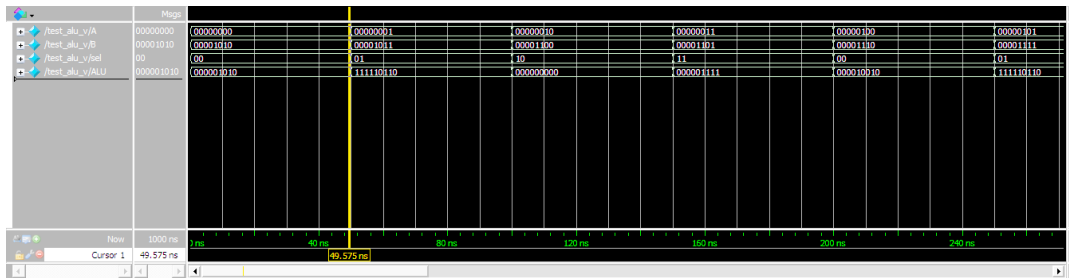 Msgs
/test_alu_v/A 00000000 00000000 00000001 00000010 00000011 00000100 00000101
/test_alu_v/B 00001010 00001010 00001011 00001100 00001101 00001110 00001111
/test_alu_v/sel 00 00 01 10 11 00 01
/test_alu_v/ALU 000001010 000001010 111110110 000000000 000001111 000010010 111110110
Now 1000 ns ns 40 ns 80 ns 120 ns 160 ns 200 ns 240 ns
Cursor 1 49.575 ns 49.575 ns